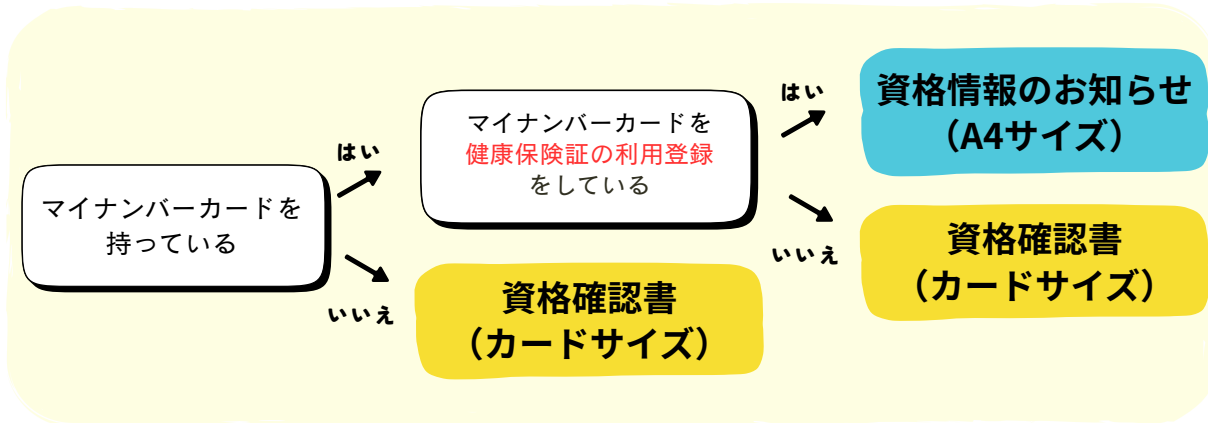 マイナンバーカードを
持っている
はい
いいえ
マイナンバーカードを
健康保険証の利用登録
をしている
資格確認書
（カードサイズ）
はい
いいえ
資格情報のお知らせ
（A4サイズ）
資格確認書
（カードサイズ）